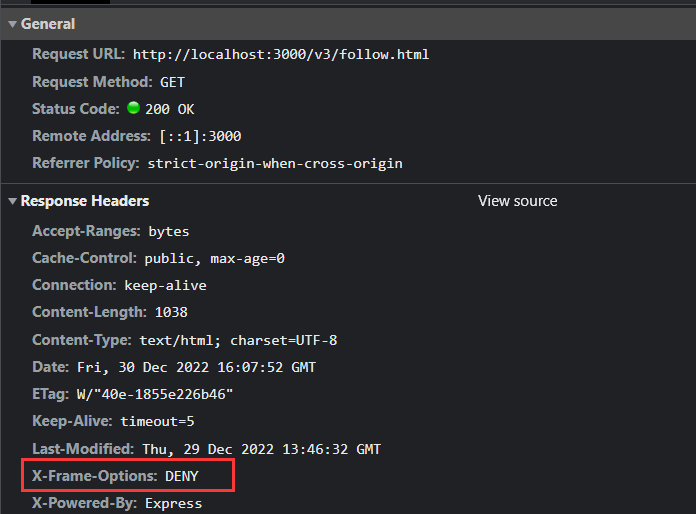 General
Request URL: http://localhost:3000/v3/follow.html
Request Method: GET
Status Code: 200 OK
Remote Address: [::1]:3000
Referrer Policy: strict-origin-when-cross-origin
Response Headers View source
Accept-Ranges: bytes
Cache-Control: public, max-age=0
Connection: keep-alive
Content-Length: 1038
Content-Type: text/html; charset=UTF-8
Date: Fri, 30 Dec 2022 16:07:52 GMT
ETag: W/"40e-1855e226b46"
Keep-Alive: timeout=5
Last-Modified: Thu, 29 Dec 2022 13:46:32 GMT
X-Frame-Options: DENY
X-Powered-By: Express